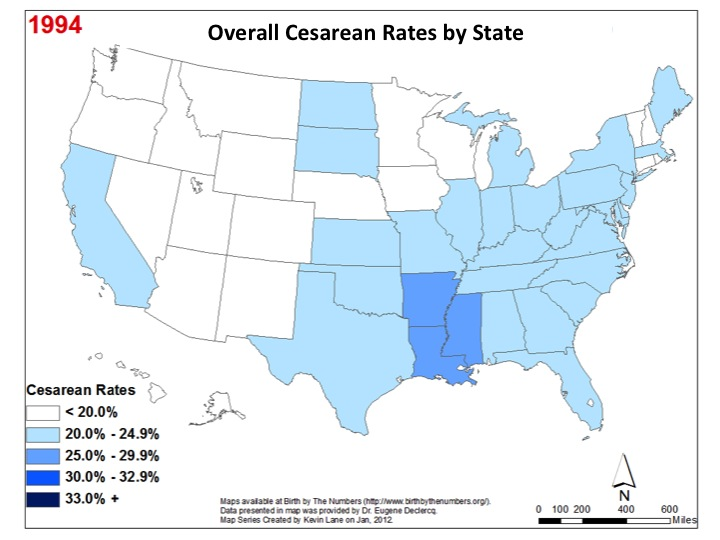 1994
Overall Cesarean Rates by State
Cesarean Rates
< 20.0%
20.0% - 24.9%
25.0% - 29.9%
30.0% - 32.9%
33.0% +
Maps available at Birth by The Numbers (http://www.birthbythenumbers.org/).
Data presented in map was provided by Dr. Eugene Declercq.
Map Series Created by Kevin Lane on Jan, 2012.
N
0 100 200 400 600
Miles